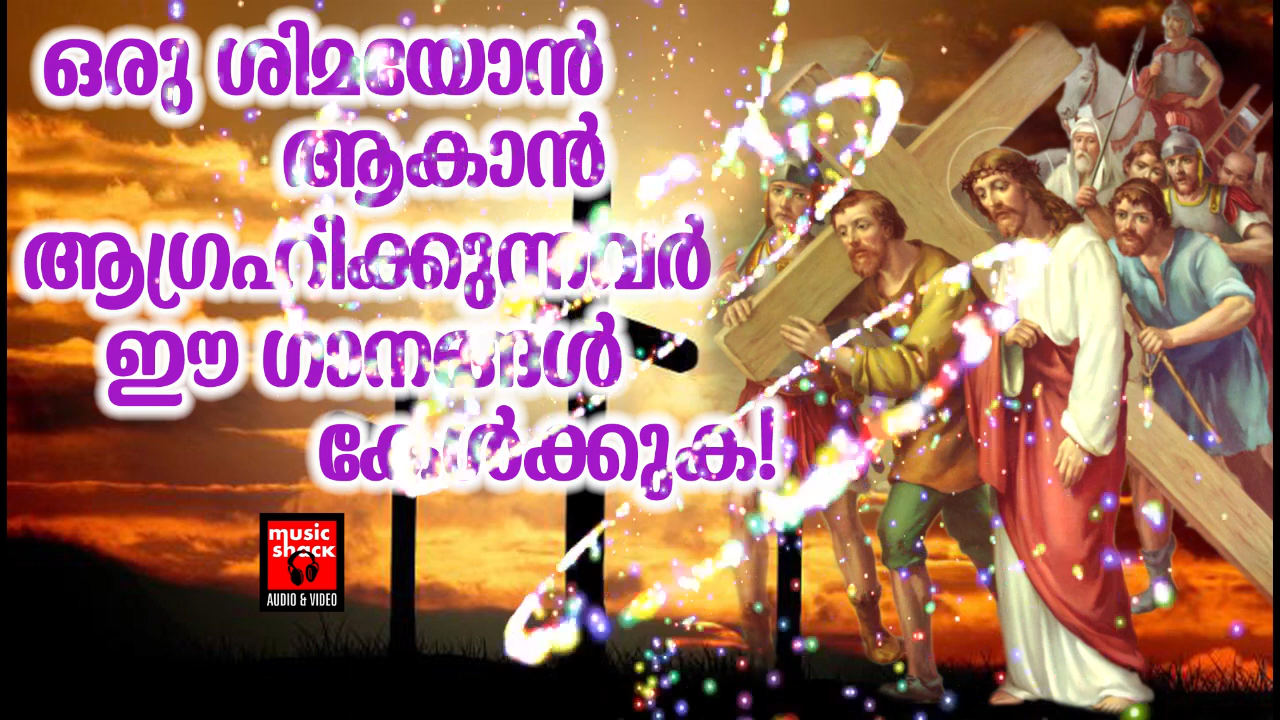 ഒരു ശിമയോൻ
ആകാൻ
ആഗ്രഹിക്കുന്നവർ
ഈ ഗാനങ്ങൾ
കേൾക്കുക!
music
shack
AUDIO & VIDEO